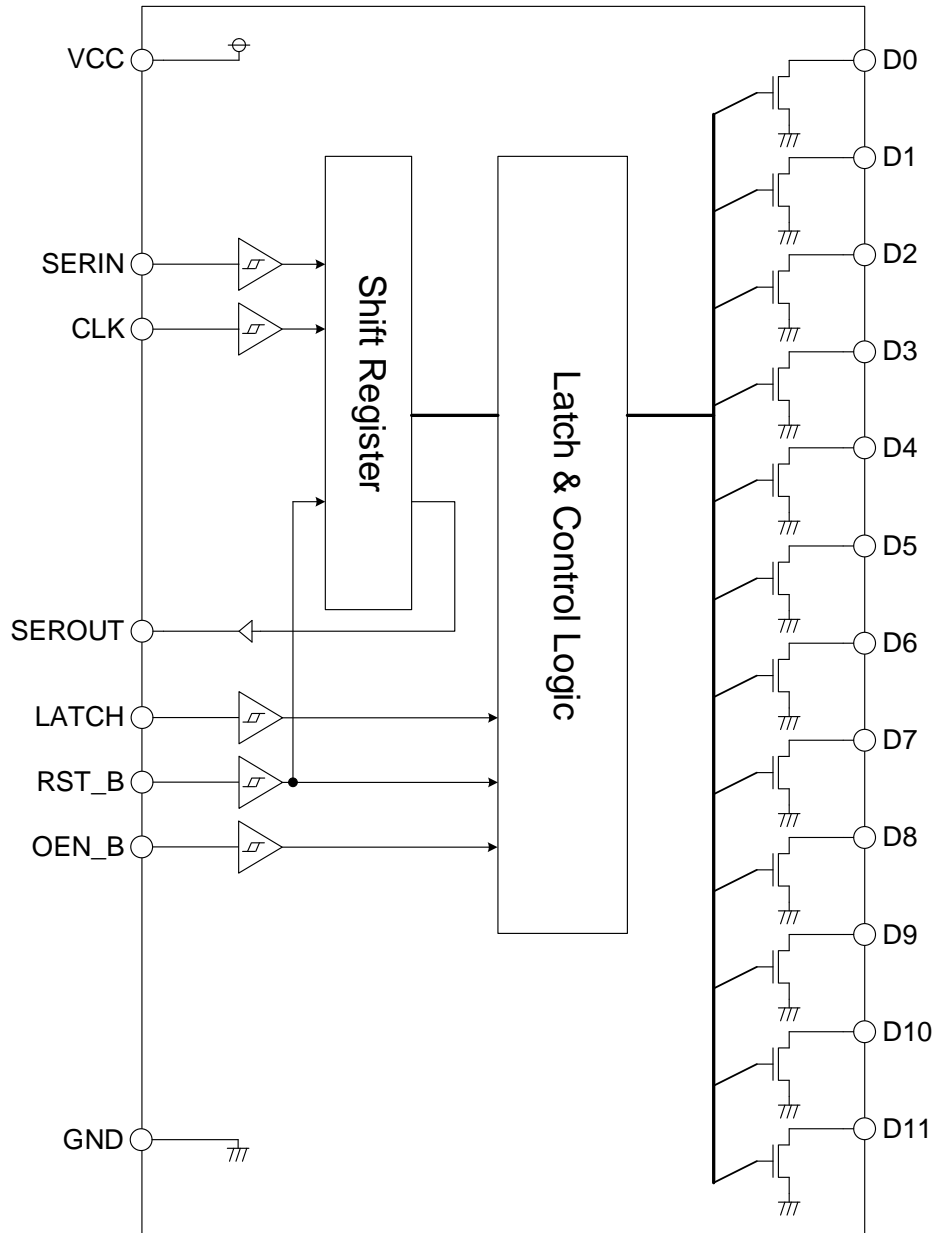 VCC
SERIN
CLK
SEROUT
LATCH
RST_B
OEN_B
GND
Shift Register
Latch & Control Logic
D0
D1
D2
D3
D4
D5
D6
D7
D8
D9
D10
D11